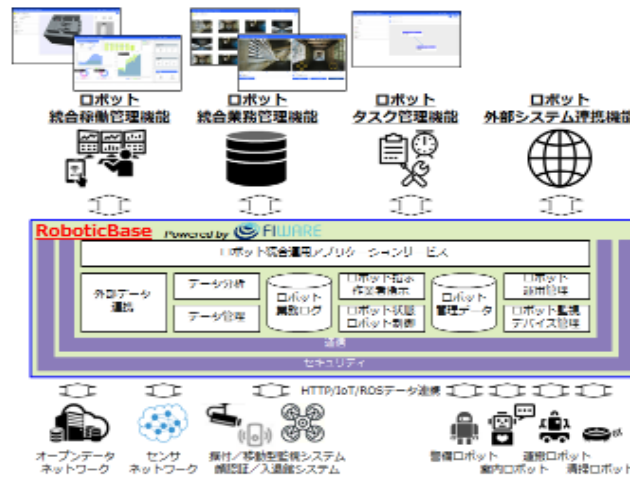 ロボット
統合稼働管理機能
ロボット
統合業務管理機能
ロボット
タスク管理機能
ロボット
外部システム連携機能
RoboticBase Powered by FIWARE
ロボット統合運用アプリケーションサービス
外部データ
連携
データ分析
データ管理
ロボット
業務ログ
ロボット指示
作業者指示
ロボット状態
ロボット制御
ロボット
管理データ
ロボット
運用管理
ロボット監視
デバイス管理
通信
セキュリティ
HTTP/IoT/ROSデータ連携
オープンデータ
ネットワーク
センサ
ネットワーク
据付／移動型監視システム
顔認証／入退館システム
警備ロボット
案内ロボット
運搬ロボット
清掃ロボット